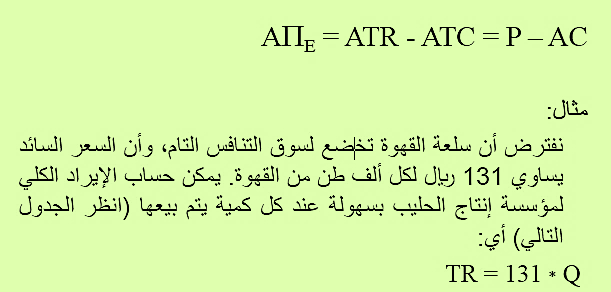 AΠE = ATR - ATC = P – AC
مثال:
نفترض أن سلعة القهوة تخضع لسوق التنافس التام، وأن السعر السائد
يساوي 131 ريال لكل ألف طن من القهوة. يمكن حساب الإيراد الكلي
لمؤسسة إنتاج الحليب بسهولة عند كل كمية يتم بيعها (انظر الجدول
التالي) أي:
TR = 131 * Q